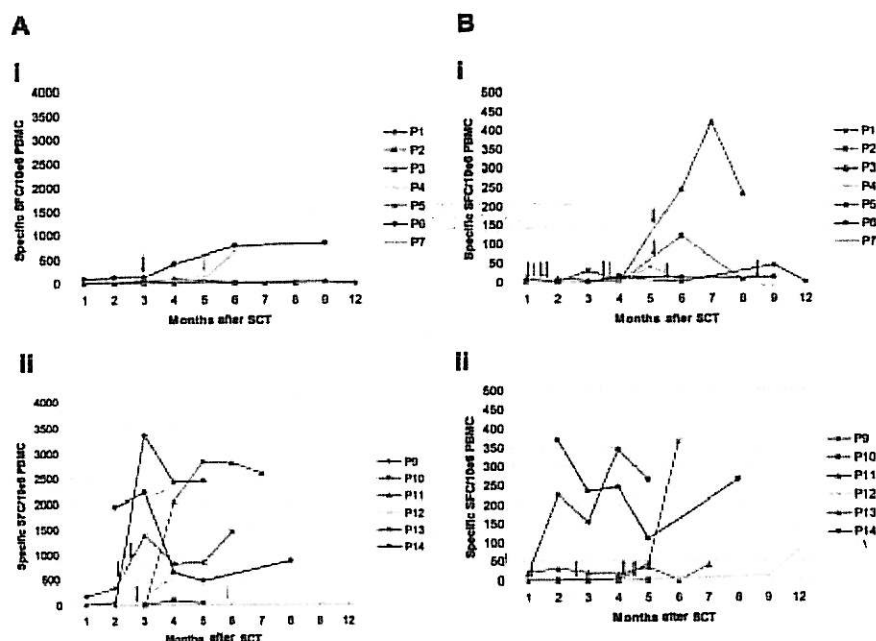 A
B
i
4000
3500
3000
2500
2000
1500
1000
500
0
Specific SFC/10e6 PBMC
1 2 3 4 5 6 7 8 9 12
Months after SCT
P1
P2
P3
P4
P5
P6
P7
i
500
450
400
350
300
250
200
150
100
50
0
Specific SFC/10e6 PBMC
1 2 3 4 5 6 7 8 9 12
Months after SCT
P1
P2
P3
P4
P5
P6
P7
ii
4000
3500
3000
2500
2000
1500
1000
500
0
Specific SFC/10e6 PBMC
1 2 3 4 5 6 7 8 9 12
Months after SCT
P9
P10
P11
P12
P13
P14
ii
500
450
400
350
300
250
200
150
100
50
0
Specific SFC/10e6 PBMC
1 2 3 4 5 6 7 8 9 12
Months after SCT
P9
P10
P11
P12
P13
P14